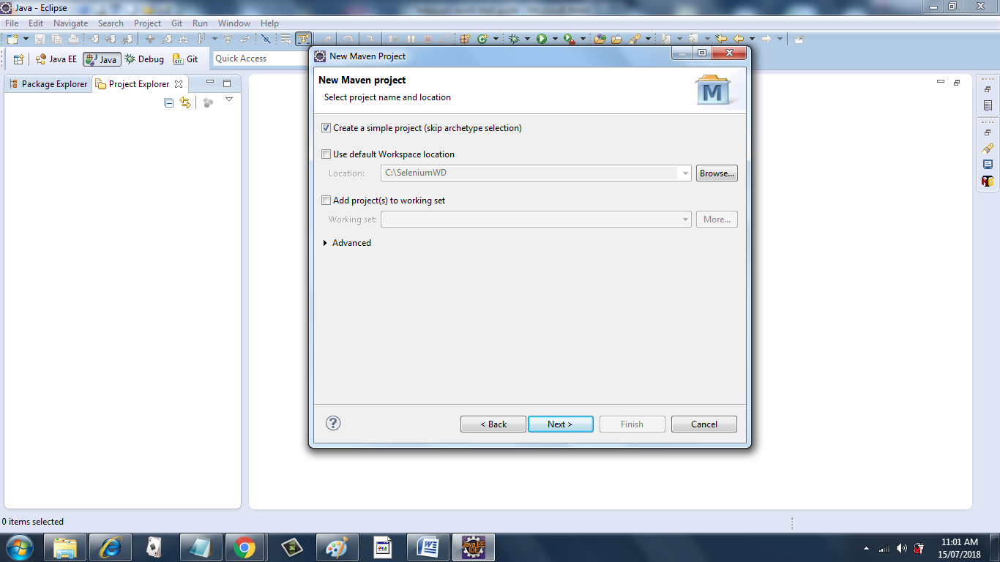 Java - Eclipse
File Edit Navigate Search Project Git Run Window Help
Java EE Java Debug Git Quick Access
Package Explorer Project Explorer
New Maven Project
New Maven project
Select project name and location
M
Create a simple project (skip archetype selection)
Use default Workspace location
Location: C:\SeleniumWD Browse...
Add project(s) to working set
Working set: More...
Advanced
? < Back Next > Finish Cancel
0 items selected
Java EE
IDE
11:01 AM
15/07/2018